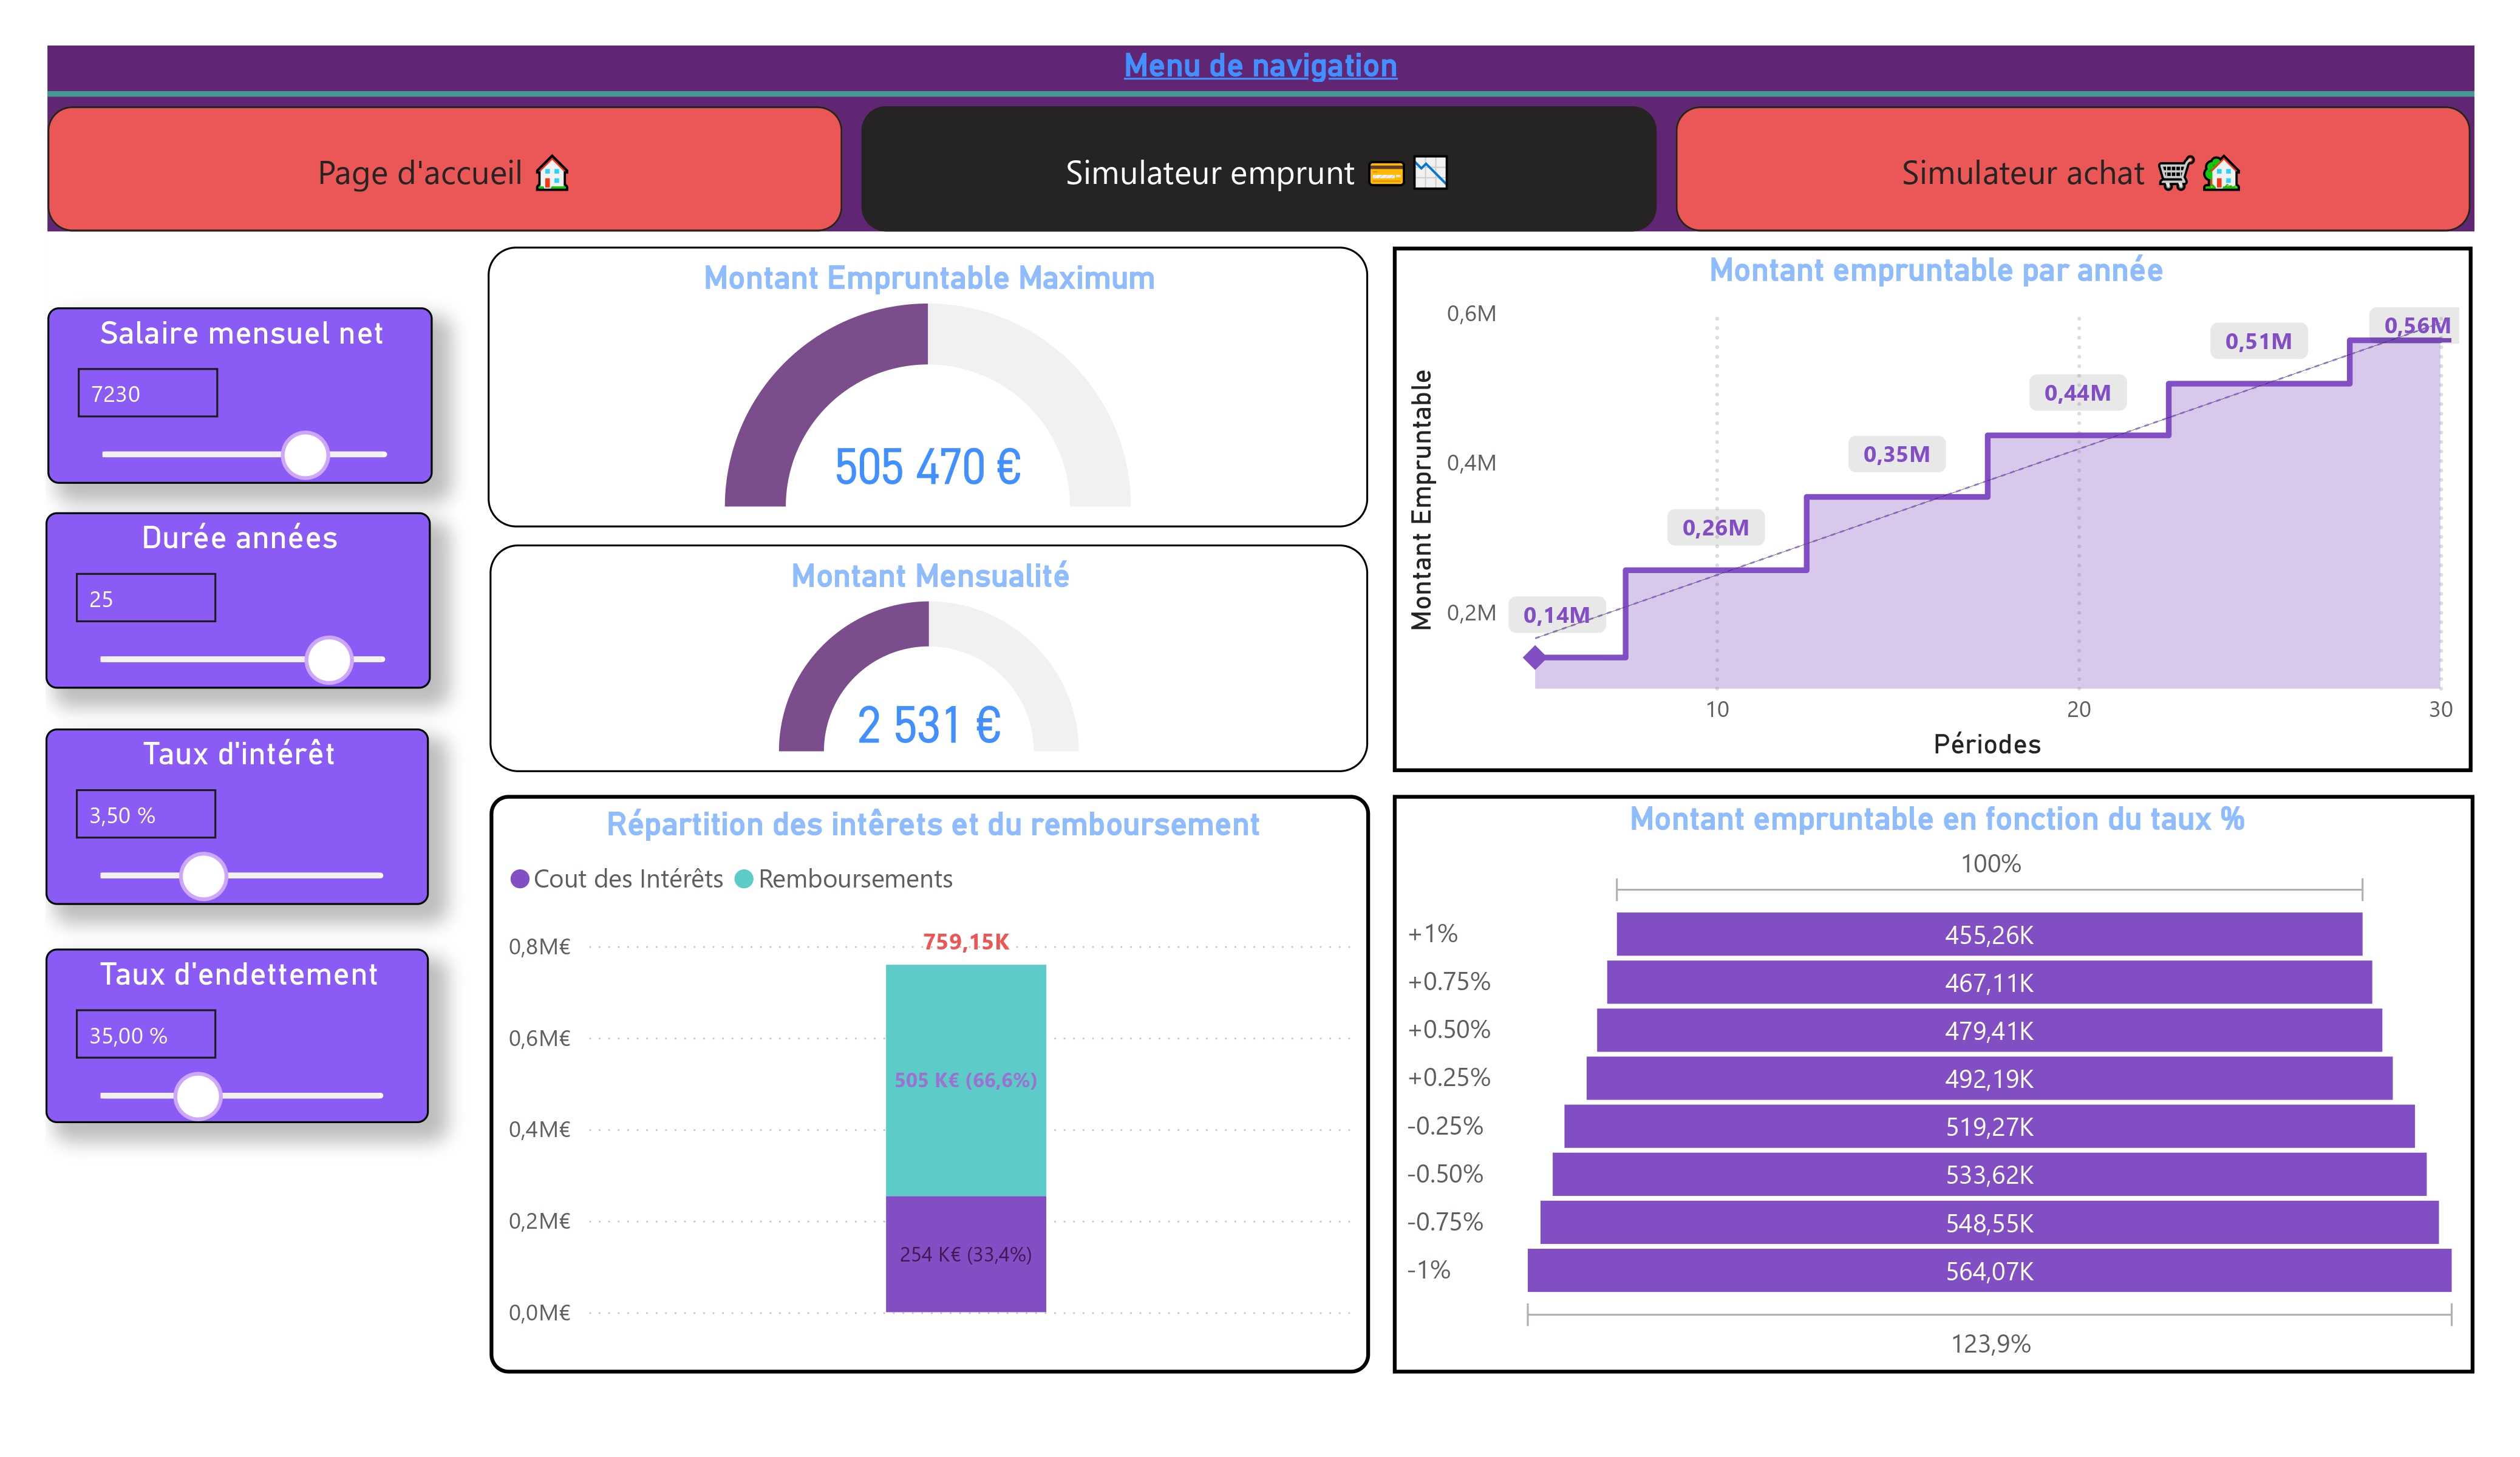 Menu de navigation
Page d'accueil
Simulateur emprunt
Simulateur achat
Salaire mensuel net
7230
Durée années
25
Taux d'intérêt
3,50 %
Taux d'endettement
35,00 %
Montant Empruntable Maximum
505 470 €
Montant Mensualité
2 531 €
Montant empruntable par année
Montant Empruntable
0,6M
0,4M
0,2M
0,14M
0,26M
0,35M
0,44M
0,51M
0,56M
10
20
30
Périodes
Répartition des intêrets et du remboursement
Cout des Intérêts
Remboursements
0,8M€
0,6M€
0,4M€
0,2M€
0,0M€
759,15K
505 K€ (66,6%)
254 K€ (33,4%)
Montant empruntable en fonction du taux %
100%
+1% 455,26K
+0.75% 467,11K
+0.50% 479,41K
+0.25% 492,19K
-0.25% 519,27K
-0.50% 533,62K
-0.75% 548,55K
-1% 564,07K
123,9%